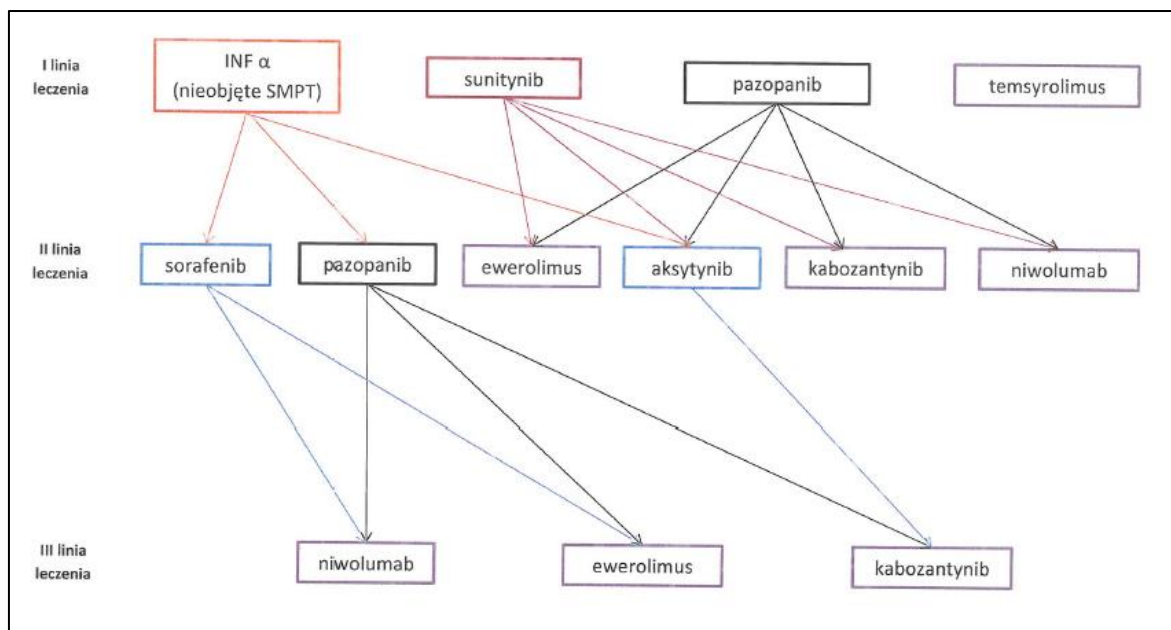 I linia
leczenia
INF α
(nieobjęte SMPT)
sunitynib
pazopanib
temsyrolimus
II linia
leczenia
sorafenib
pazopanib
ewerolimus
aksytynib
kabozantynib
niwolumab
III linia
leczenia
niwolumab
ewerolimus
kabozantynib